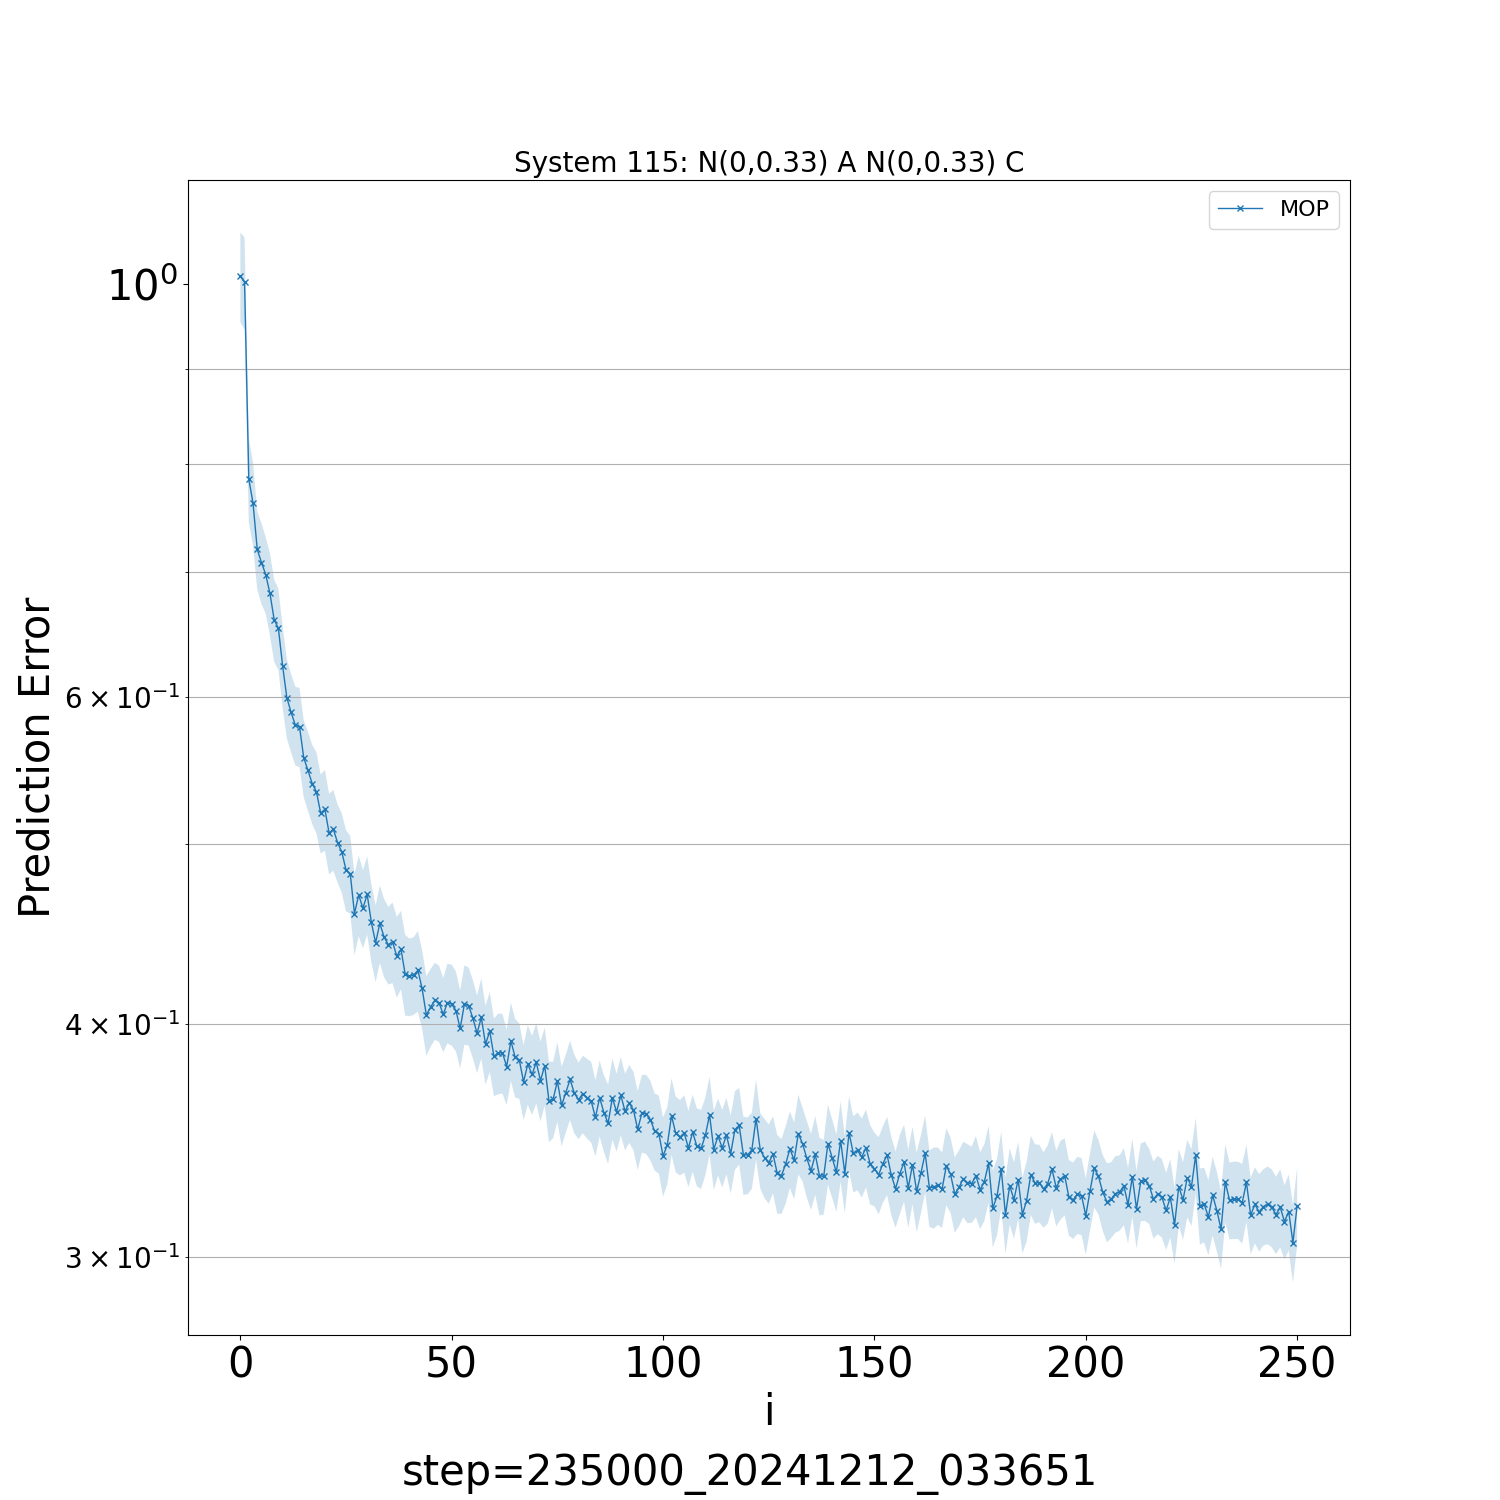 System 115: N(0,0.33) A N(0,0.33) C
MOP
10⁰
6 × 10⁻¹
4 × 10⁻¹
3 × 10⁻¹
Prediction Error
0 50 100 150 200 250
i
step=235000_20241212_033651